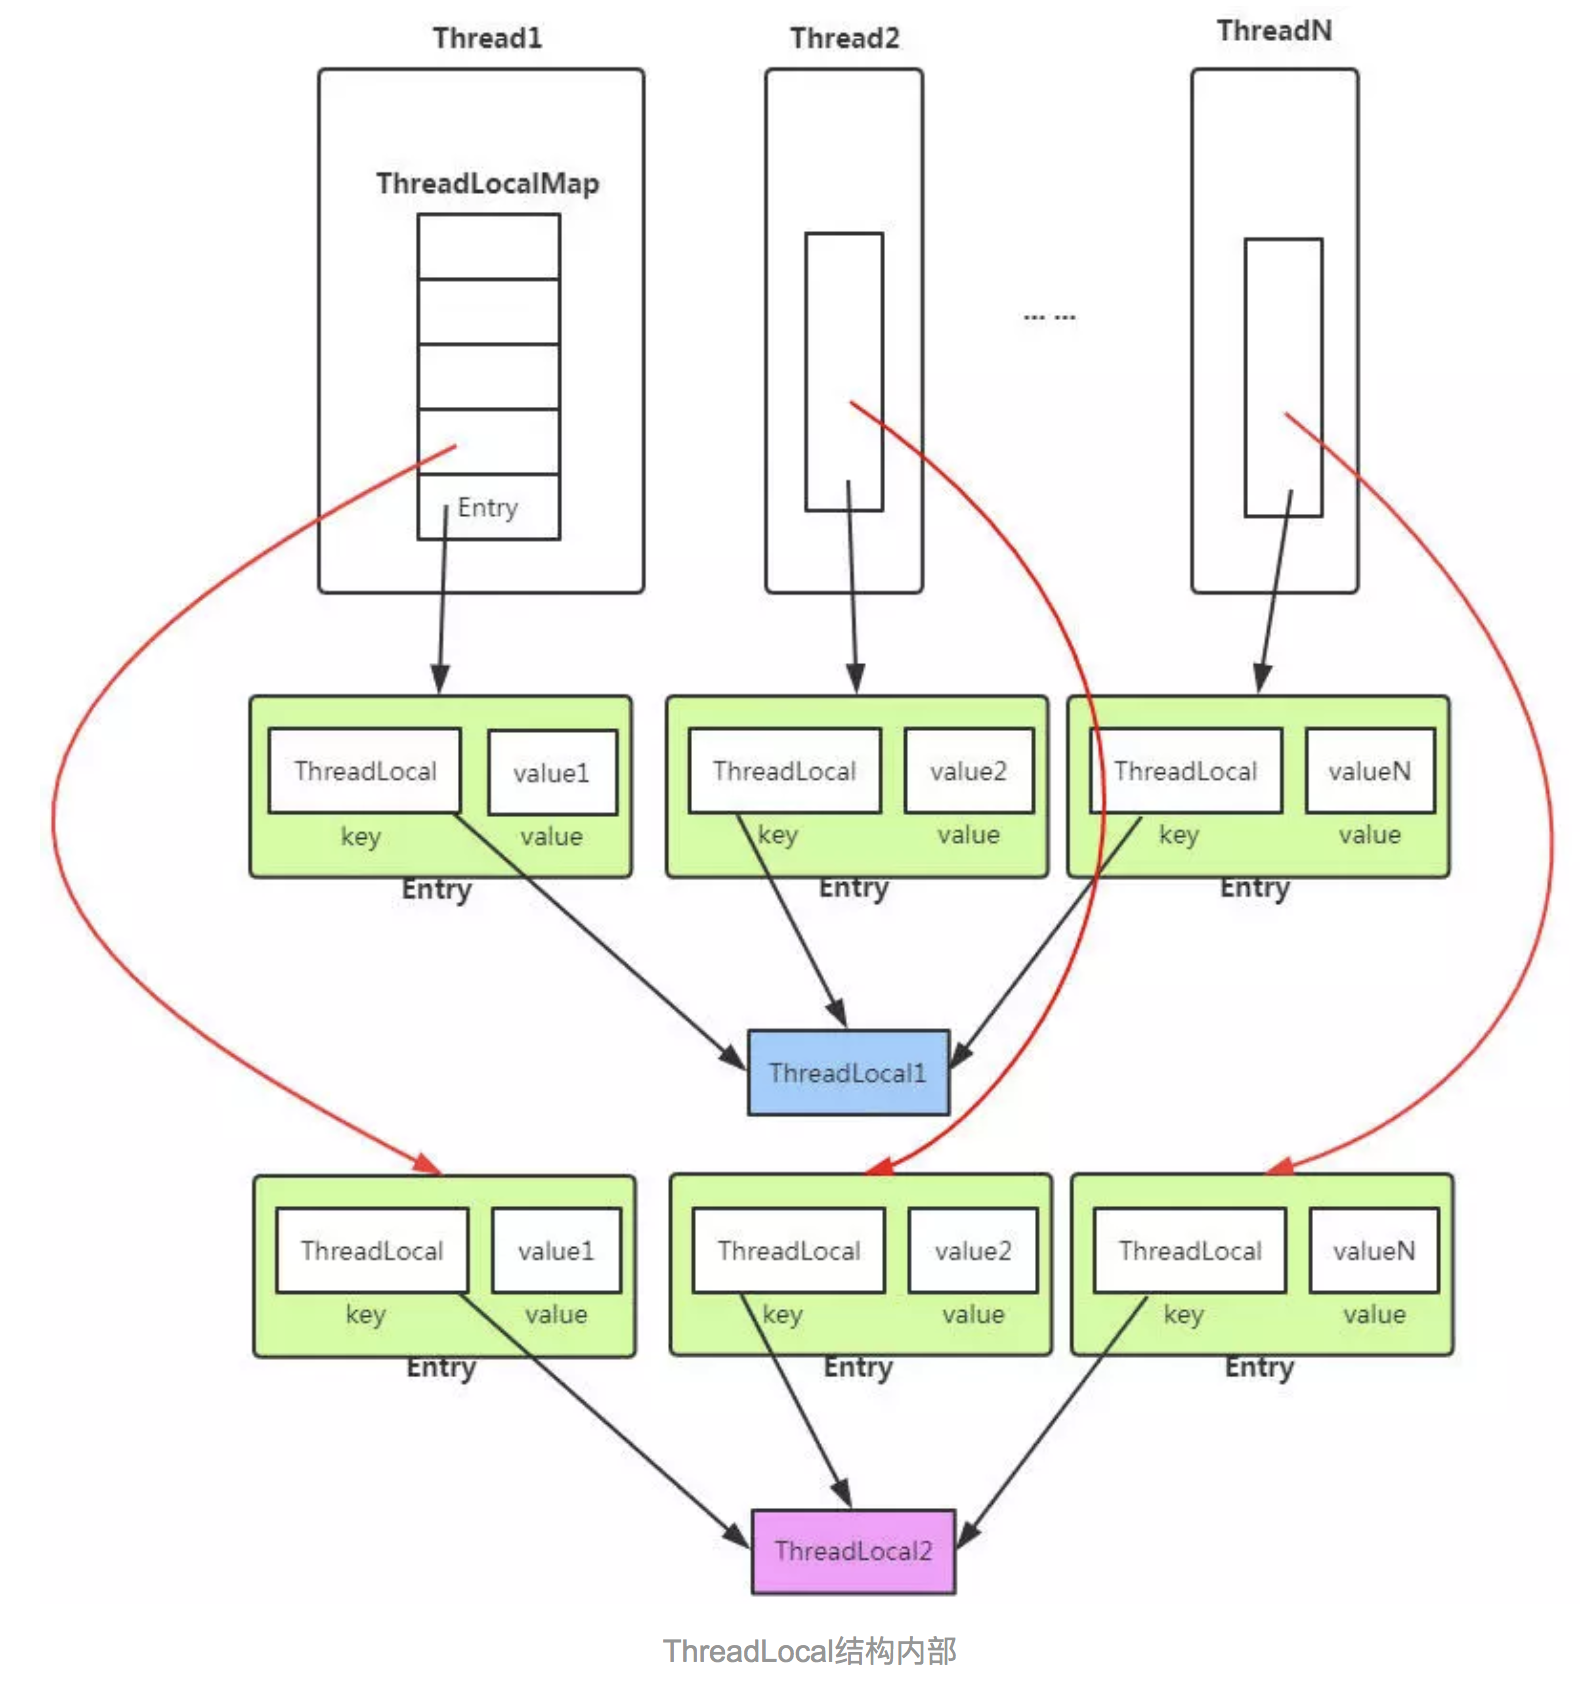 Thread1
Thread2
ThreadN
ThreadLocalMap
... ...
Entry
ThreadLocal
value1
ThreadLocal
value2
ThreadLocal
valueN
key
value
key
value
key
value
Entry
Entry
Entry
ThreadLocal1
ThreadLocal
value1
ThreadLocal
value2
ThreadLocal
valueN
key
value
key
value
key
value
Entry
Entry
Entry
ThreadLocal2
ThreadLocal结构内部